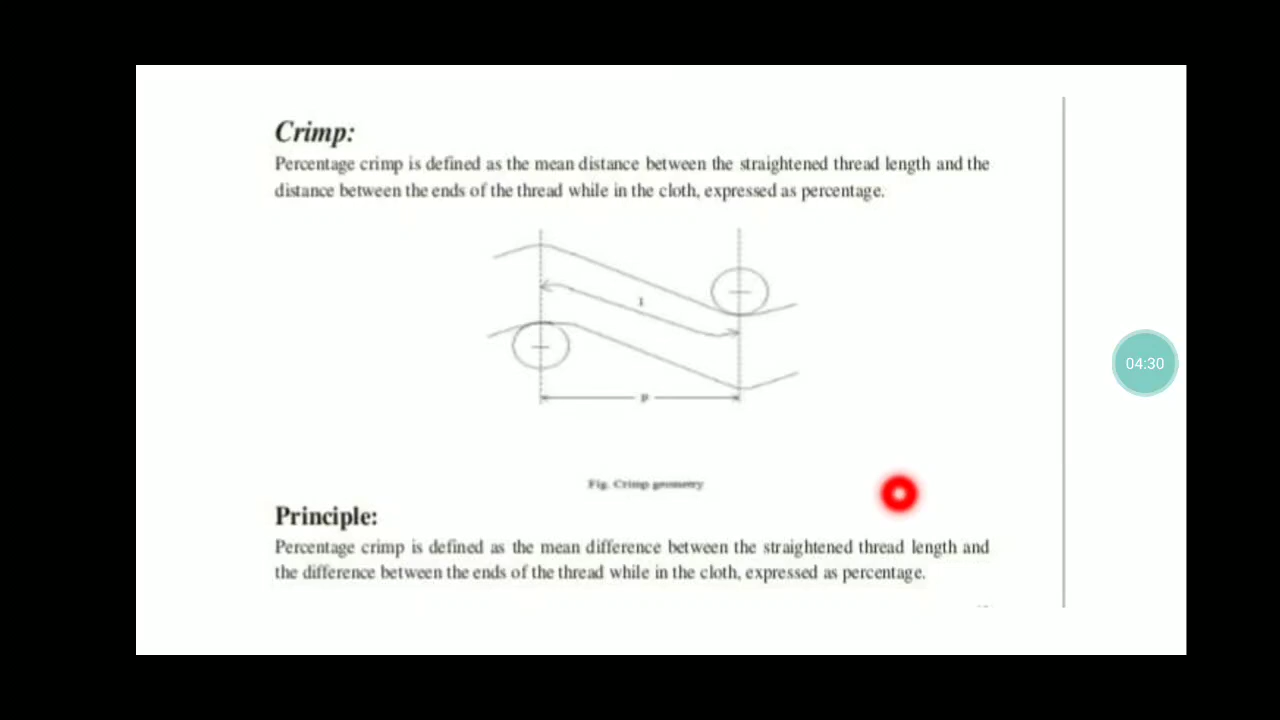 Crimp:
Percentage crimp is defined as the mean distance between the straightened thread length and the
distance between the ends of the thread while in the cloth, expressed as percentage.
1
P
Fig. Crimp geometry
Principle:
Percentage crimp is defined as the mean difference between the straightened thread length and
the difference between the ends of the thread while in the cloth, expressed as percentage.
04:30